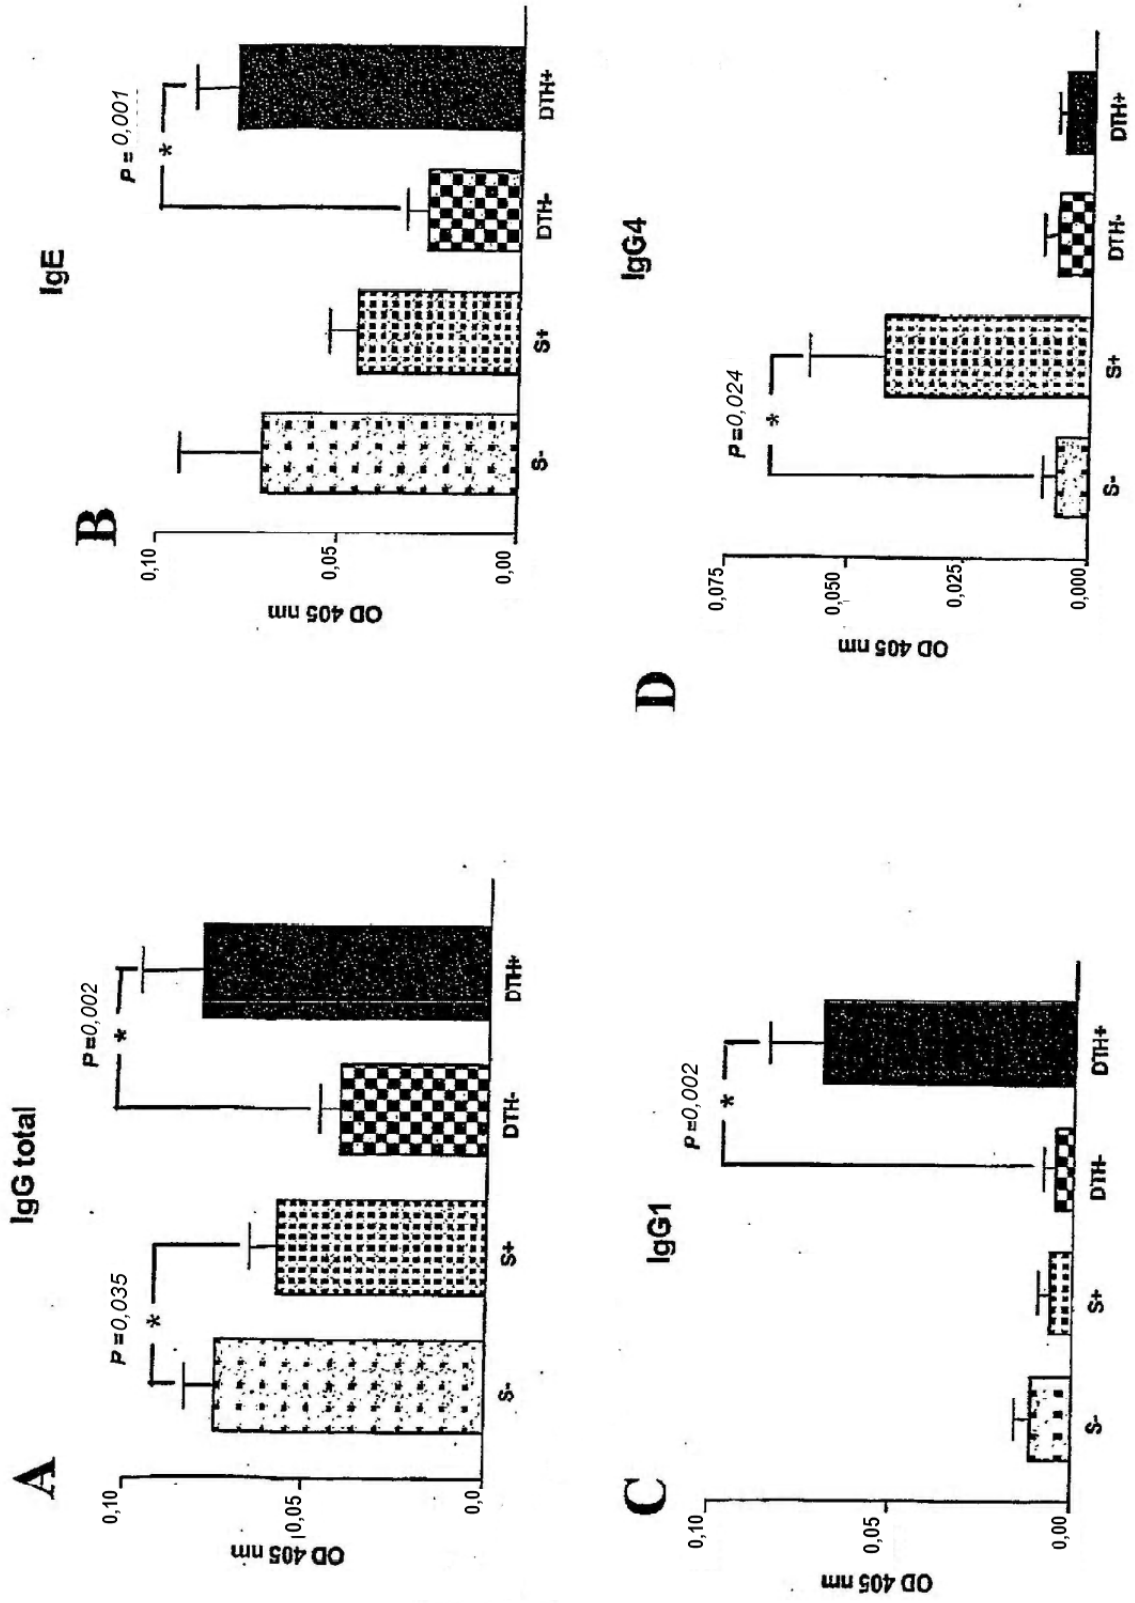 A
IgG total
P=0,035
*
P=0,002
*
OD 405 nm
0,10
0,05
0,0
S-
S+
DTH-
DTH+
B
IgE
P= 0,001
*
OD 405 nm
0,10
0,05
0,00
S-
S+
DTH-
DTH+
C
IgG1
P=0,002
*
OD 405 nm
0,10
0,05
0,00
S-
S+
DTH-
DTH+
D
IgG4
P=0,024
*
OD 405 nm
0,075
0,050
0,025
0,000
S-
S+
DTH-
DTH+